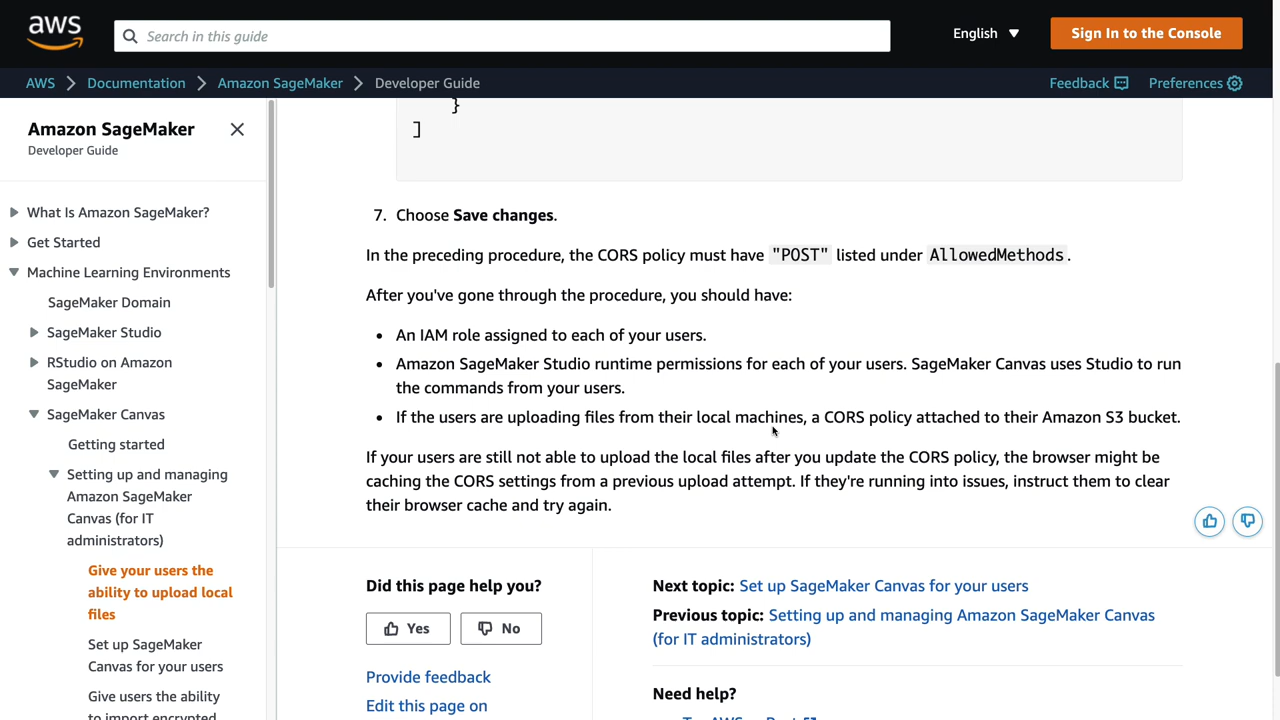 aws
Search in this guide
English
Sign In to the Console
AWS
Documentation
Amazon SageMaker
Developer Guide
Feedback
Preferences
Amazon SageMaker
Developer Guide
What Is Amazon SageMaker?
Get Started
Machine Learning Environments
SageMaker Domain
SageMaker Studio
RStudio on Amazon
SageMaker
SageMaker Canvas
Getting started
Setting up and managing
Amazon SageMaker
Canvas (for IT
administrators)
Give your users the
ability to upload local
files
Set up SageMaker
Canvas for your users
Give users the ability
to import encrypted
}
]
7. Choose Save changes.
In the preceding procedure, the CORS policy must have "POST" listed under AllowedMethods.
After you've gone through the procedure, you should have:
• An IAM role assigned to each of your users.
• Amazon SageMaker Studio runtime permissions for each of your users. SageMaker Canvas uses Studio to run
the commands from your users.
• If the users are uploading files from their local machines, a CORS policy attached to their Amazon S3 bucket.
If your users are still not able to upload the local files after you update the CORS policy, the browser might be
caching the CORS settings from a previous upload attempt. If they're running into issues, instruct them to clear
their browser cache and try again.
Did this page help you?
Yes
No
Provide feedback
Edit this page on
Next topic: Set up SageMaker Canvas for your users
Previous topic: Setting up and managing Amazon SageMaker Canvas
(for IT administrators)
Need help?